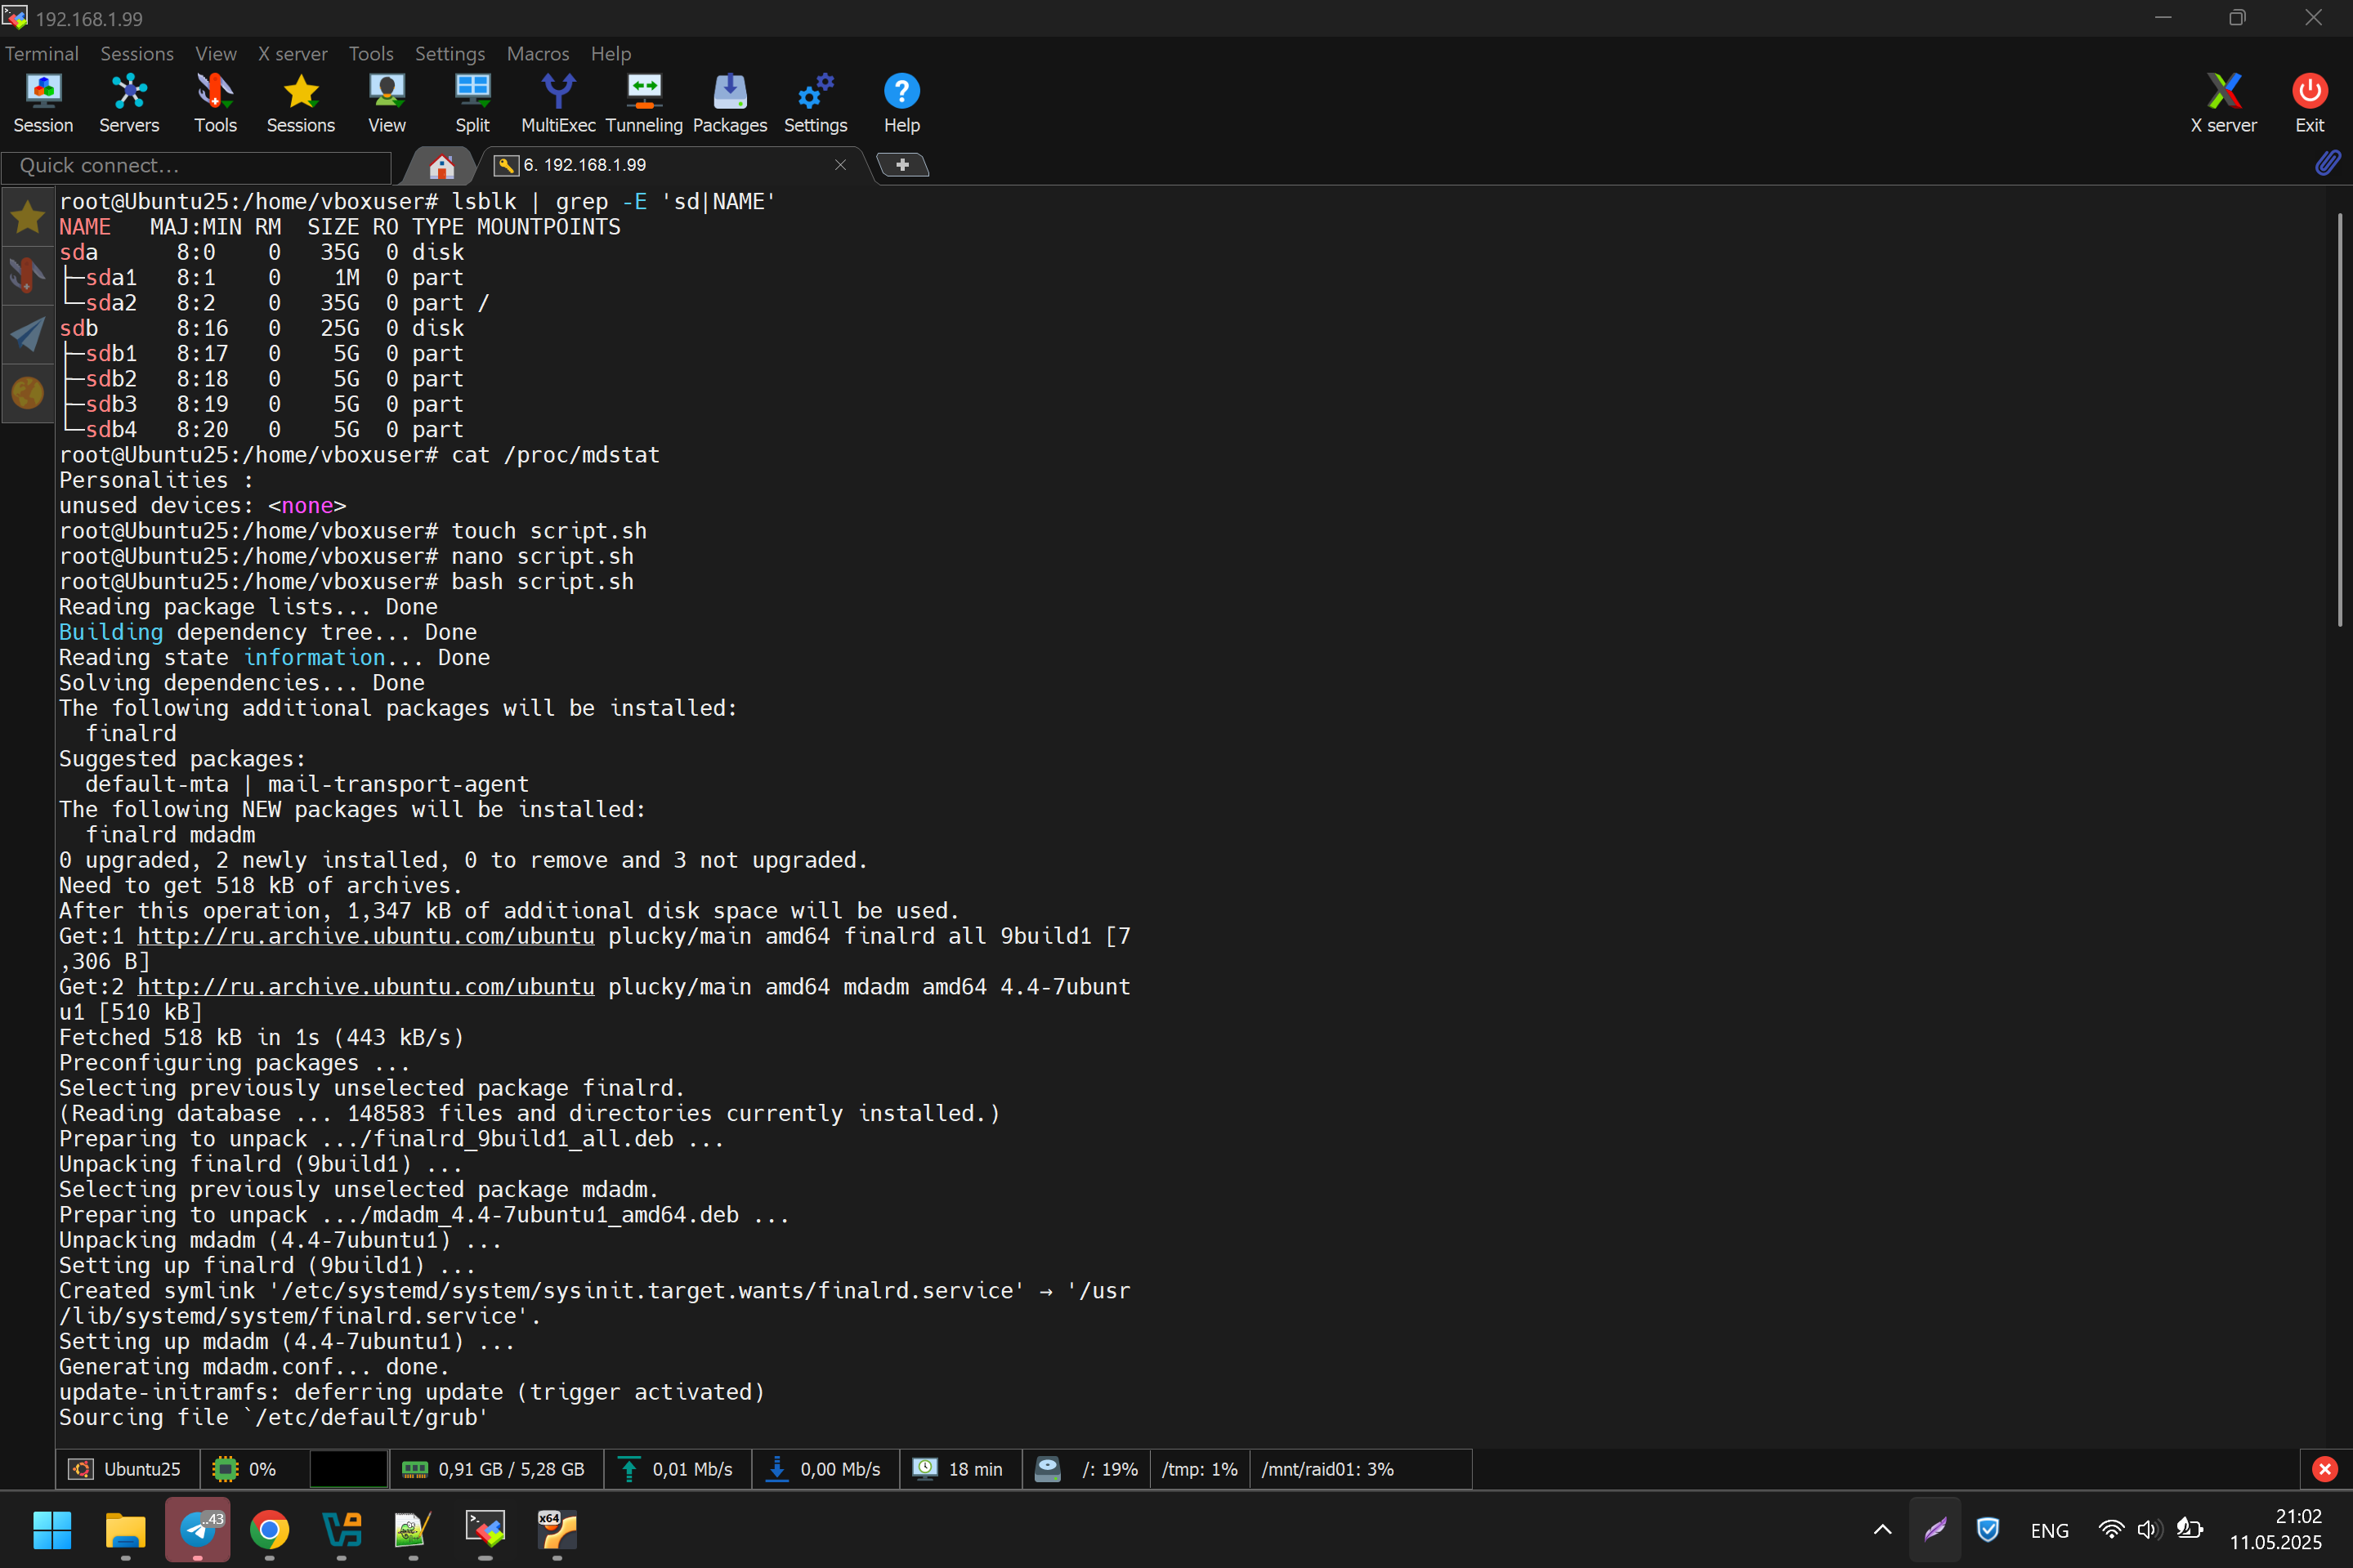 192.168.1.99
Terminal Sessions View X server Tools Settings Macros Help
Session Servers Tools Sessions View Split MultiExec Tunneling Packages Settings Help X server Exit
Quick connect... 6. 192.168.1.99
root@Ubuntu25:/home/vboxuser# lsblk | grep -E 'sd|NAME'
NAME   MAJ:MIN RM  SIZE RO TYPE MOUNTPOINTS
sda      8:0    0   35G  0 disk
├─sda1   8:1    0    1M  0 part
└─sda2   8:2    0   35G  0 part /
sdb      8:16   0   25G  0 disk
├─sdb1   8:17   0    5G  0 part
├─sdb2   8:18   0    5G  0 part
├─sdb3   8:19   0    5G  0 part
└─sdb4   8:20   0    5G  0 part
root@Ubuntu25:/home/vboxuser# cat /proc/mdstat
Personalities :
unused devices: <none>
root@Ubuntu25:/home/vboxuser# touch script.sh
root@Ubuntu25:/home/vboxuser# nano script.sh
root@Ubuntu25:/home/vboxuser# bash script.sh
Reading package lists... Done
Building dependency tree... Done
Reading state information... Done
Solving dependencies... Done
The following additional packages will be installed:
  finalrd
Suggested packages:
  default-mta | mail-transport-agent
The following NEW packages will be installed:
  finalrd mdadm
0 upgraded, 2 newly installed, 0 to remove and 3 not upgraded.
Need to get 518 kB of archives.
After this operation, 1,347 kB of additional disk space will be used.
Get:1 http://ru.archive.ubuntu.com/ubuntu plucky/main amd64 finalrd all 9build1 [7
,306 B]
Get:2 http://ru.archive.ubuntu.com/ubuntu plucky/main amd64 mdadm amd64 4.4-7ubunt
u1 [510 kB]
Fetched 518 kB in 1s (443 kB/s)
Preconfiguring packages ...
Selecting previously unselected package finalrd.
(Reading database ... 148583 files and directories currently installed.)
Preparing to unpack .../finalrd_9build1_all.deb ...
Unpacking finalrd (9build1) ...
Selecting previously unselected package mdadm.
Preparing to unpack .../mdadm_4.4-7ubuntu1_amd64.deb ...
Unpacking mdadm (4.4-7ubuntu1) ...
Setting up finalrd (9build1) ...
Created symlink '/etc/systemd/system/sysinit.target.wants/finalrd.service' → '/usr
/lib/systemd/system/finalrd.service'.
Setting up mdadm (4.4-7ubuntu1) ...
Generating mdadm.conf... done.
update-initramfs: deferring update (trigger activated)
Sourcing file `/etc/default/grub'
Ubuntu25 0% 0,91 GB / 5,28 GB 0,01 Mb/s 0,00 Mb/s 18 min /: 19% /tmp: 1% /mnt/raid01: 3%
..43 x64 ENG 21:02
11.05.2025